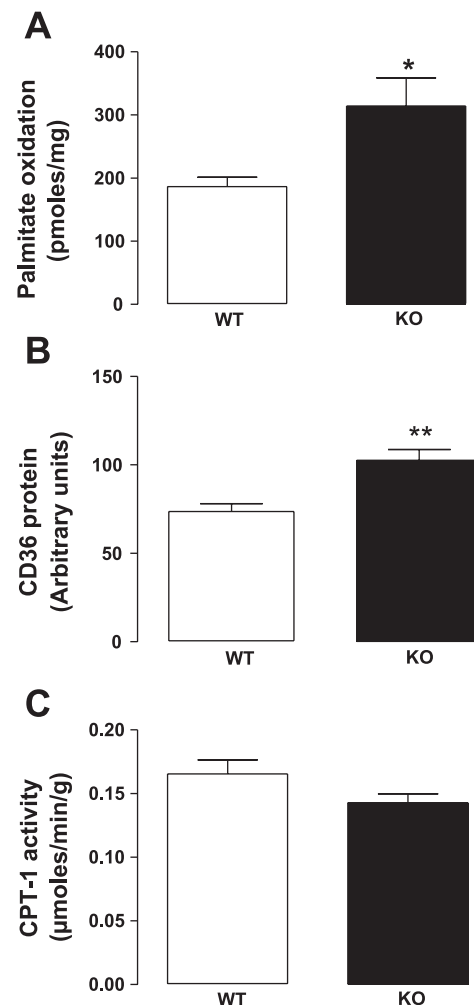 A
Palmitate oxidation
(pmoles/mg)
400
300
200
100
0
*
WT
KO
B
CD36 protein
(Arbitrary units)
150
100
50
0
**
WT
KO
C
CPT-1 activity
(µmoles/min/g)
0.20
0.15
0.10
0.05
0.00
WT
KO